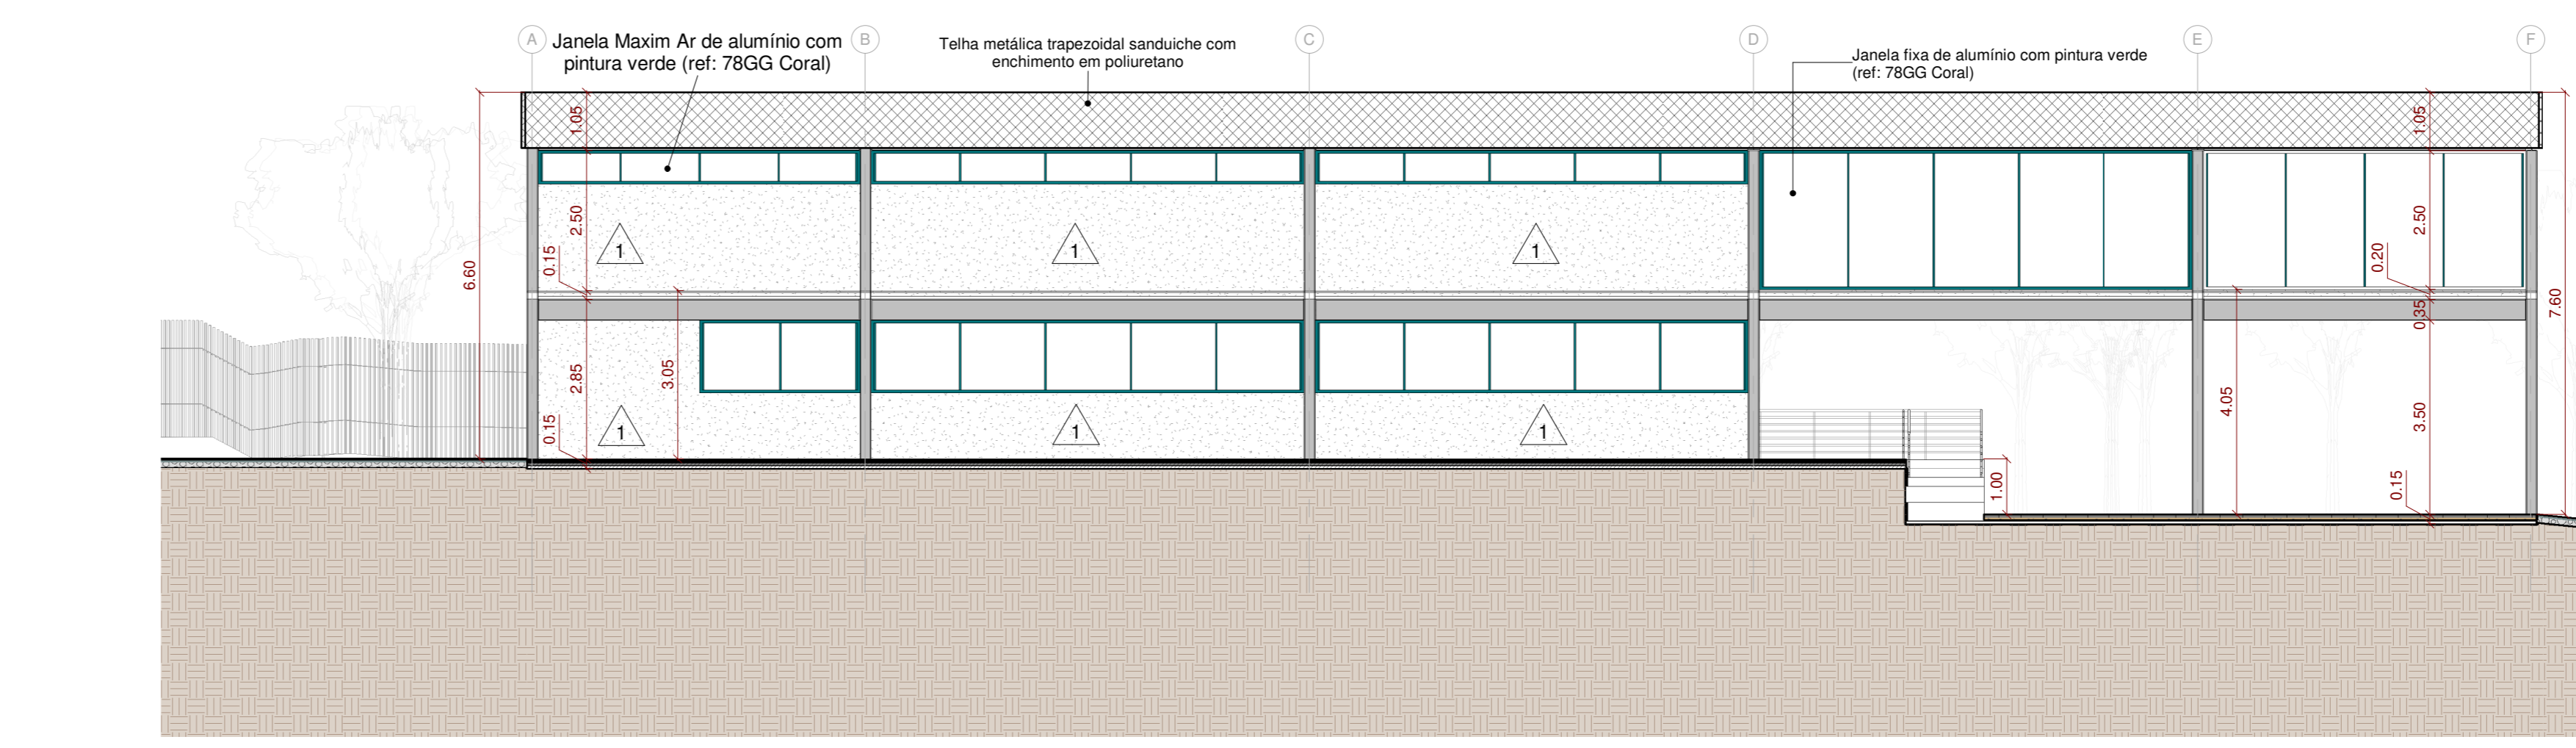 A
Janela Maxim Ar de alumínio com
pintura verde (ref: 78GG Coral)
B
Telha metálica trapezoidal sanduiche com
enchimento em poliuretano
C
D
Janela fixa de alumínio com pintura verde
(ref: 78GG Coral)
E
F
1.05
1.05
2.50
2.50
6.60
0.15
1
1
1
0.20
7.60
0.35
2.85
3.05
4.05
3.50
0.15
1
1
1
1.00
0.15